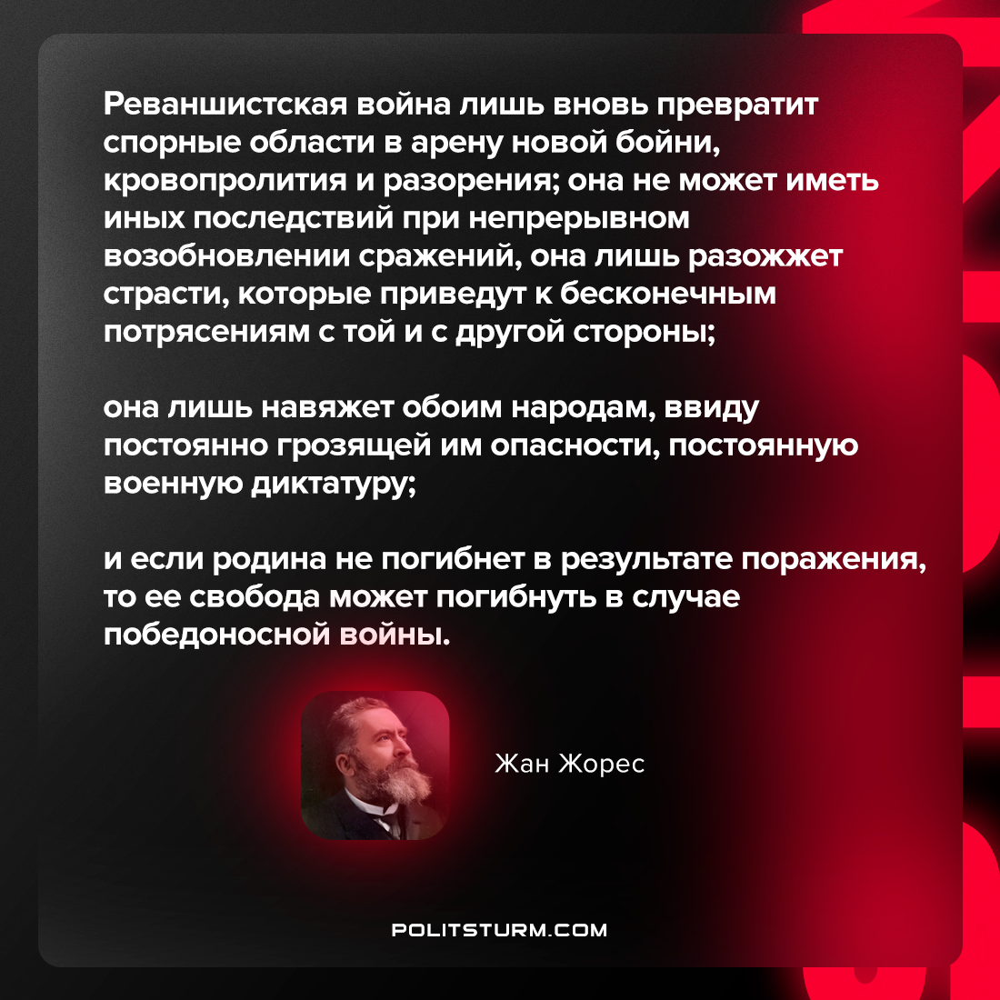 Реваншистская война лишь вновь превратит
спорные области в арену новой бойни,
кровопролития и разорения; она не может иметь
иных последствий при непрерывном
возобновлении сражений, она лишь разожжет
страсти, которые приведут к бесконечным
потрясениям с той и с другой стороны;
она лишь навяжет обоим народам, ввиду
постоянно грозящей им опасности, постоянную
военную диктатуру;
и если родина не погибнет в результате поражения,
то ее свобода может погибнуть в случае
победоносной войны.
Жан Жорес
POLITSTURM.COM